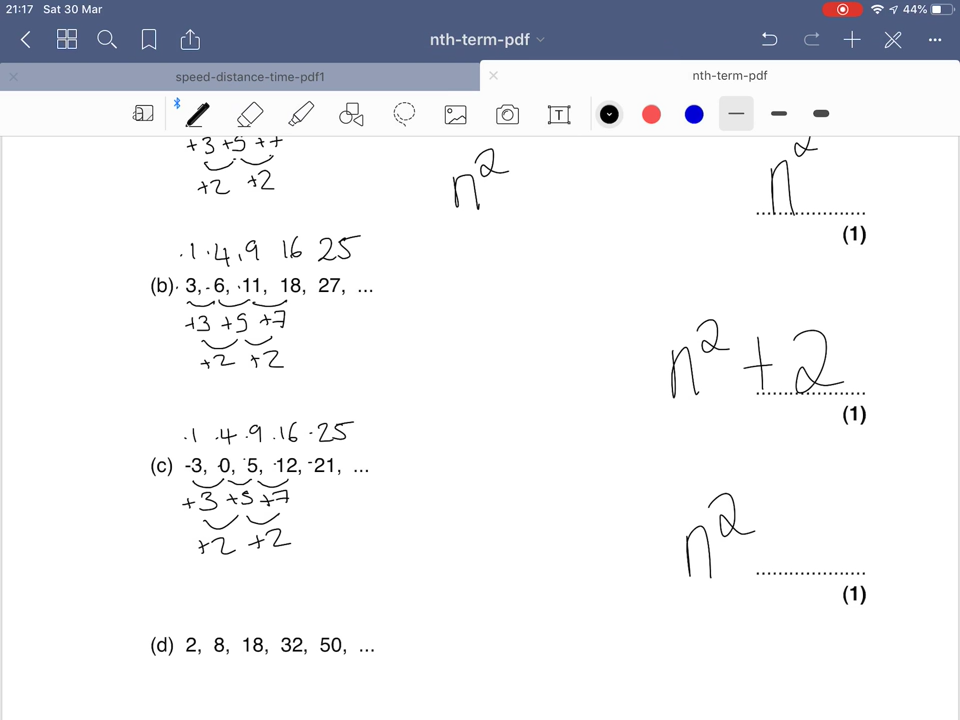 21:17 Sat 30 Mar 44%
nth-term-pdf
speed-distance-time-pdf1 nth-term-pdf
T
+3 +5 +7
+2 +2
n² n²
(1)
1 4 9 16 25
(b) 3, 6, 11, 18, 27, ...
+3 +5 +7
+2 +2
n² + 2
(1)
1 4 9 16 25
(c) -3, 0, 5, 12, 21, ...
+3 +5 +7
+2 +2
n²
(1)
(d) 2, 8, 18, 32, 50, ...